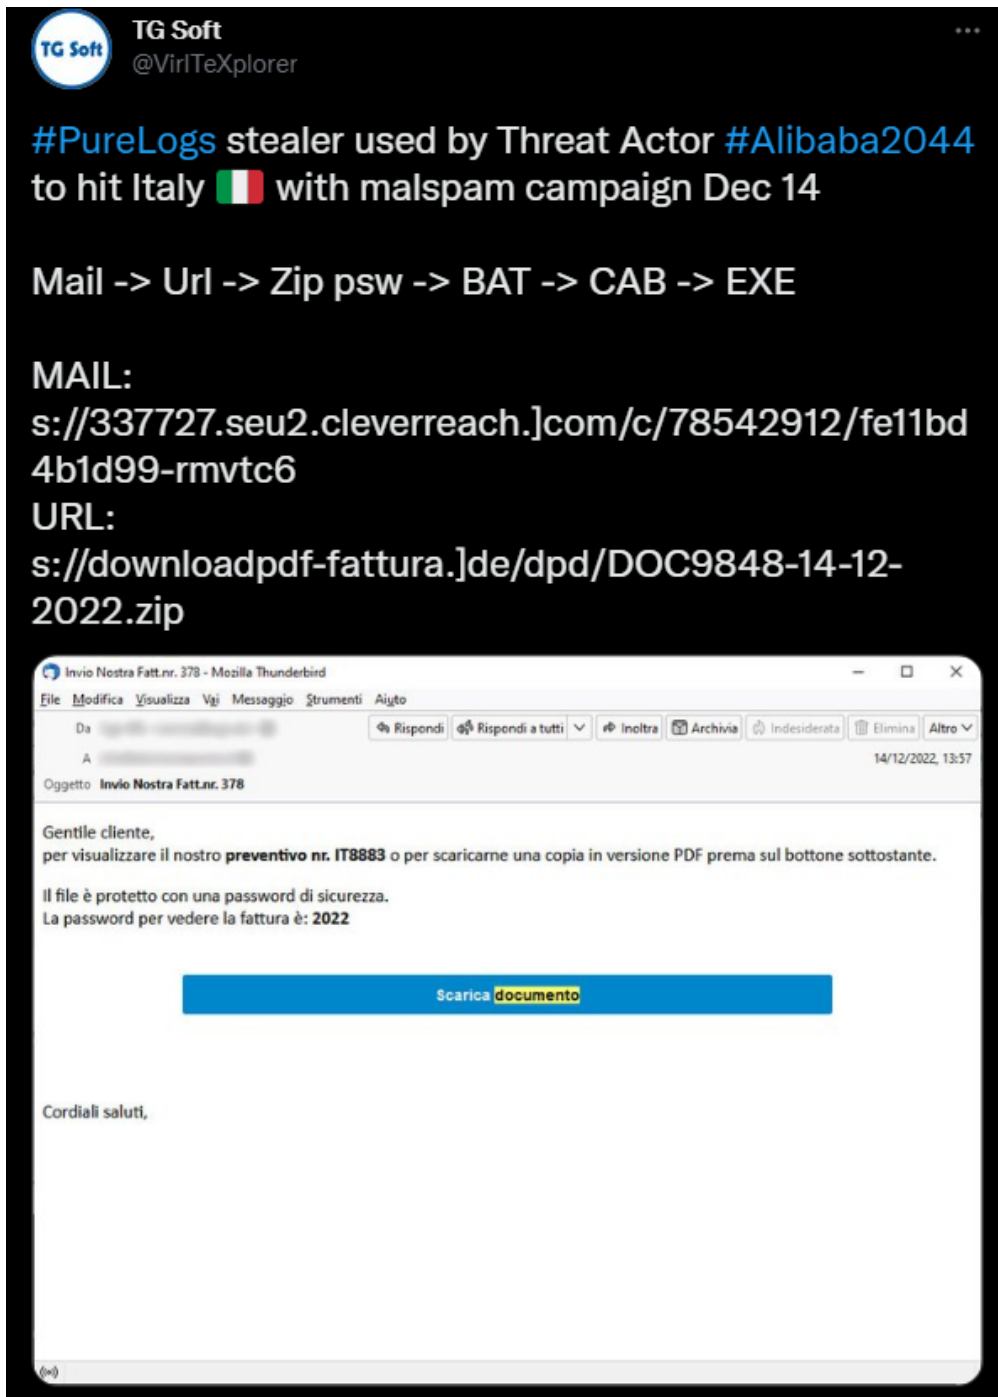 TG Soft
TG Soft
@VirITeXplorer
#PureLogs stealer used by Threat Actor #Alibaba2044
to hit Italy 🇮🇹 with malspam campaign Dec 14
Mail -> Url -> Zip psw -> BAT -> CAB -> EXE
MAIL:
s://337727.seu2.cleverreach.]com/c/78542912/fe11bd
4b1d99-rmvtc6
URL:
s://downloadpdf-fattura.]de/dpd/DOC9848-14-12-
2022.zip
Invio Nostra Fatt.nr. 378 - Mozilla Thunderbird
File Modifica Visualizza Vai Messaggio Strumenti Aiuto
Da Rispondi Rispondi a tutti Inoltra Archivia Indesiderata Elimina Altro
A 14/12/2022, 13:57
Oggetto Invio Nostra Fatt.nr. 378
Gentile cliente,
per visualizzare il nostro preventivo nr. IT8883 o per scaricarne una copia in versione PDF prema sul bottone sottostante.
Il file è protetto con una password di sicurezza.
La password per vedere la fattura è: 2022
Scarica documento
Cordiali saluti,